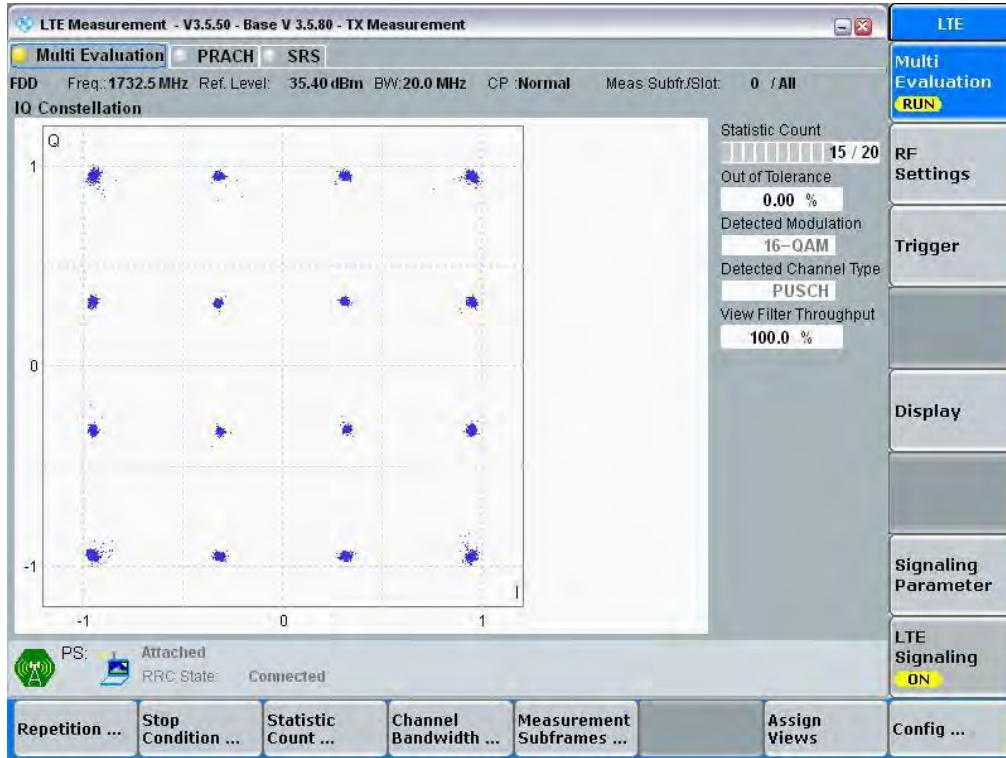 LTE Measurement - V3.5.50 - Base V 3.5.80 - TX Measurement
LTE
Multi Evaluation PRACH SRS
FDD Freq.:1732.5 MHz Ref. Level: 35.40 dBm BW:20.0 MHz CP :Normal Meas Subfr./Slot: 0 / All
IQ Constellation
Q
1
0
-1
-1 0 1
I
Statistic Count
15 / 20
Out of Tolerance
0.00 %
Detected Modulation
16-QAM
Detected Channel Type
PUSCH
View Filter Throughput
100.0 %
Multi
Evaluation
RUN
RF
Settings
Trigger
Display
Signaling
Parameter
LTE
Signaling
ON
PS: Attached
RRC State: Connected
Repetition ...
Stop
Condition ...
Statistic
Count ...
Channel
Bandwidth ...
Measurement
Subframes ...
Assign
Views
Config ...